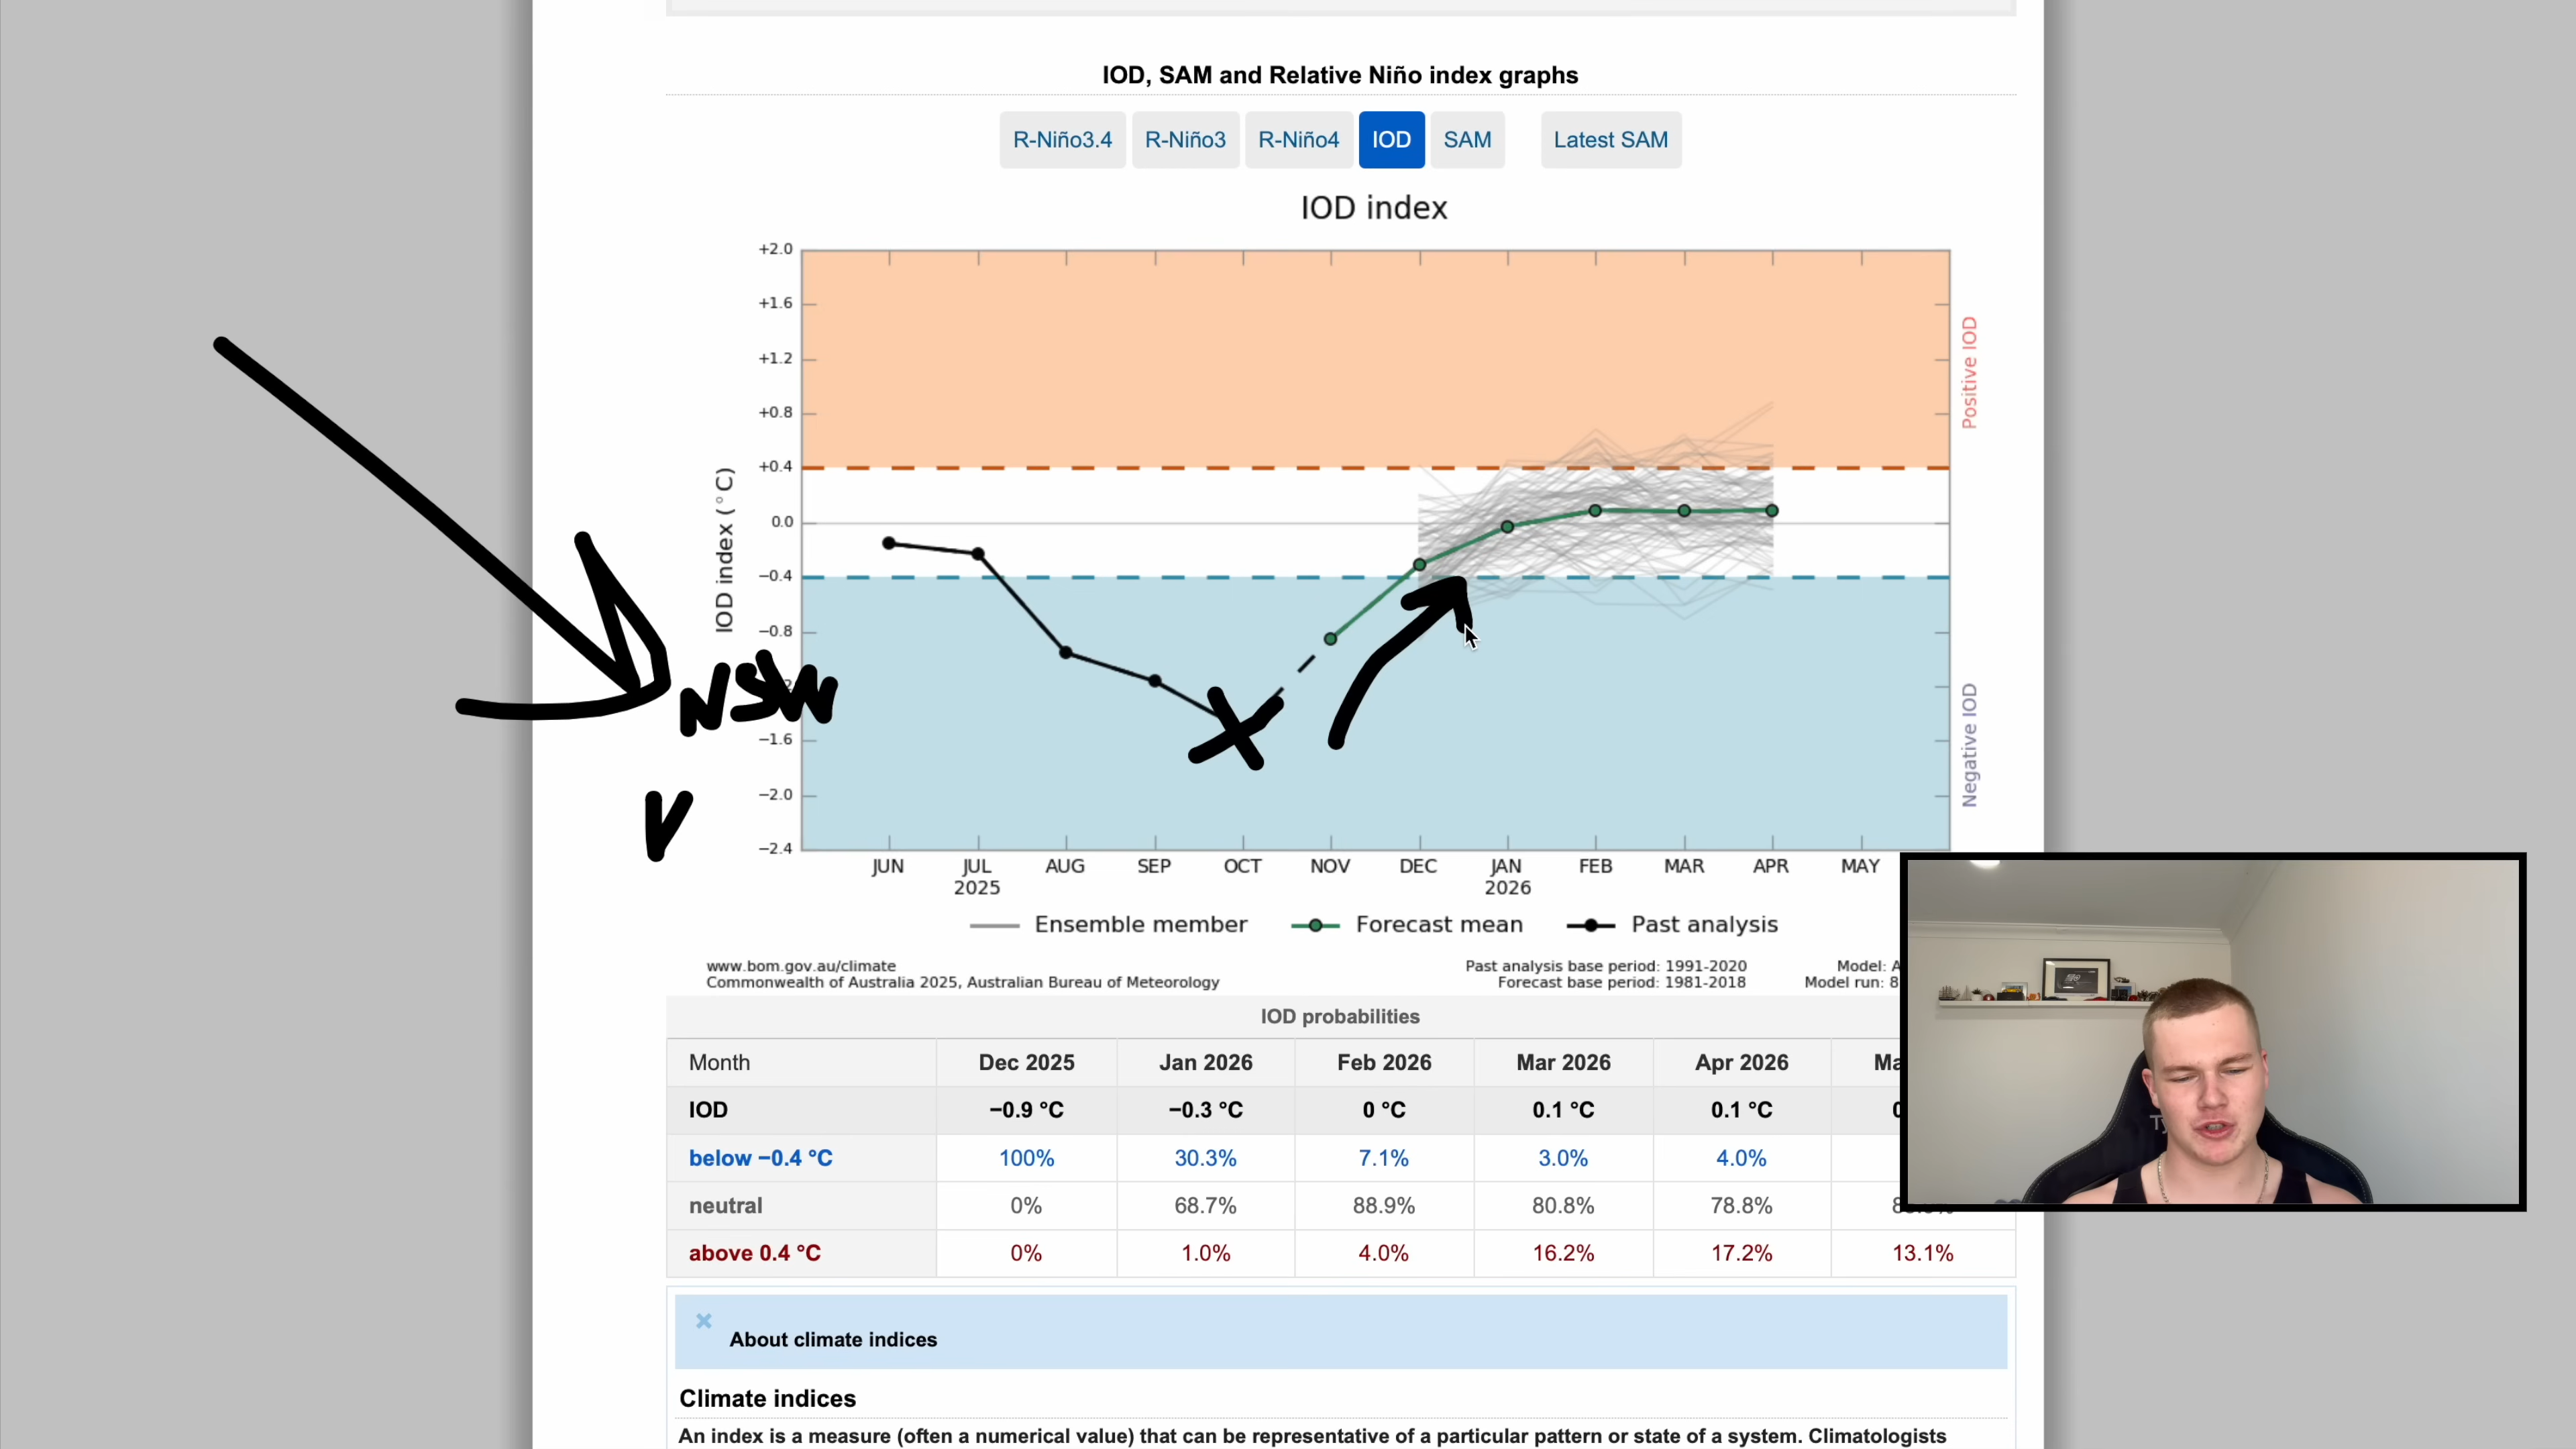 IOD, SAM and Relative Niño index graphs
R-Niño3.4 R-Niño3 R-Niño4 IOD SAM Latest SAM
IOD index
+2.0
+1.6
+1.2
+0.8
+0.4
0.0
−0.4
−0.8
−1.6
−2.0
−2.4
IOD index (°C)
Positive IOD
Negative IOD
NSW
V
JUN JUL AUG SEP OCT NOV DEC JAN FEB MAR APR MAY
2025 2026
Ensemble member Forecast mean Past analysis
www.bom.gov.au/climate Past analysis base period: 1991-2020 Model: A
Commonwealth of Australia 2025, Australian Bureau of Meteorology Forecast base period: 1981-2018 Model run: 8
IOD probabilities
Month Dec 2025 Jan 2026 Feb 2026 Mar 2026 Apr 2026 Ma
IOD −0.9 °C −0.3 °C 0 °C 0.1 °C 0.1 °C 0
below −0.4 °C 100% 30.3% 7.1% 3.0% 4.0%
neutral 0% 68.7% 88.9% 80.8% 78.8% 8
above 0.4 °C 0% 1.0% 4.0% 16.2% 17.2% 13.1%
About climate indices
Climate indices
An index is a measure (often a numerical value) that can be representative of a particular pattern or state of a system. Climatologists